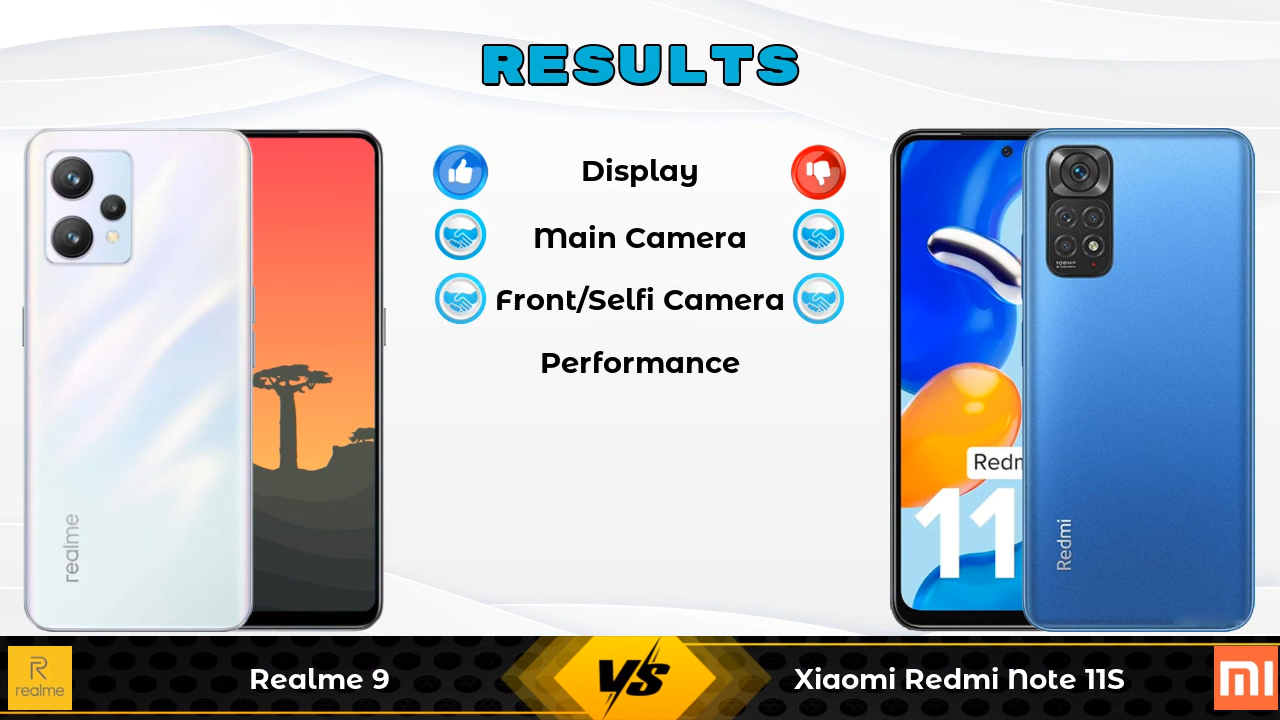 RESULTS
Display
Main Camera
Front/Selfi Camera
Performance
realme
Redm
11
108MP
Redmi
R
realme
Realme 9
VS
Xiaomi Redmi Note 11S
mi